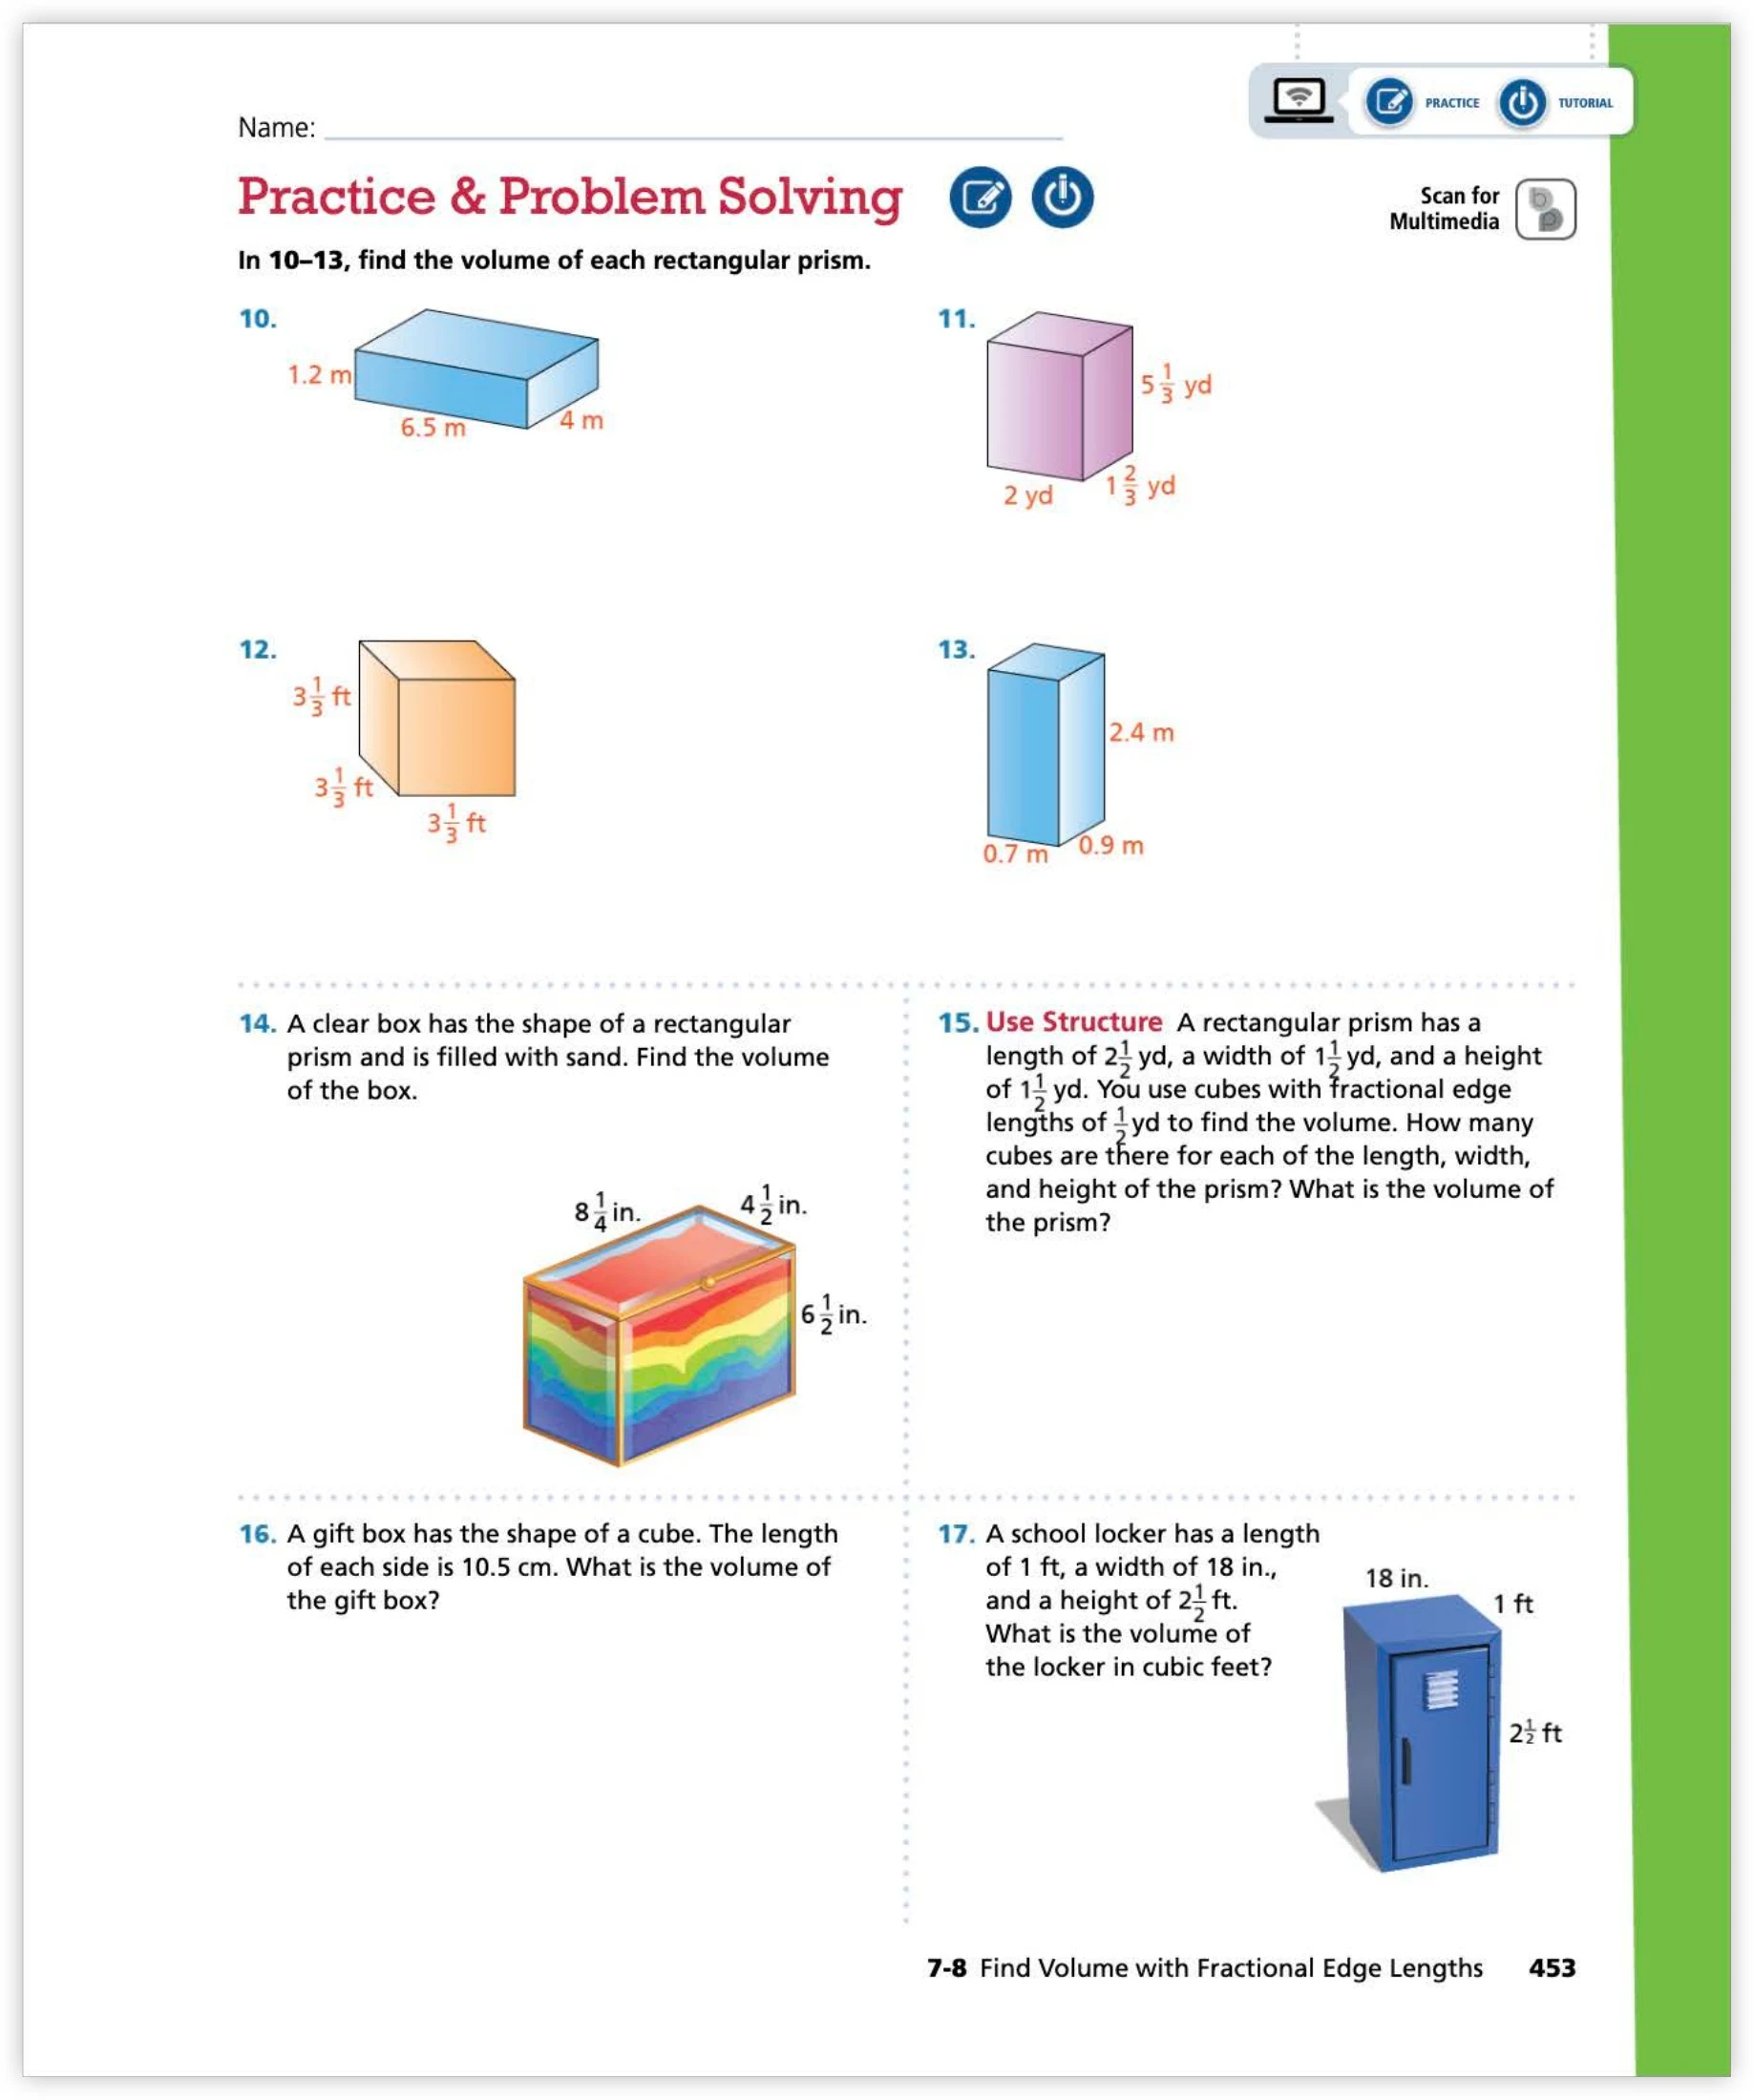 PRACTICE TUTORIAL
Name:
Practice & Problem Solving
Scan for
Multimedia
In 10–13, find the volume of each rectangular prism.
10.
1.2 m
6.5 m
4 m
11.
5 1/3 yd
2 yd
1 2/3 yd
12.
3 1/3 ft
3 1/3 ft
3 1/3 ft
13.
2.4 m
0.7 m
0.9 m
14. A clear box has the shape of a rectangular
prism and is filled with sand. Find the volume
of the box.
8 1/4 in.
4 1/2 in.
6 1/2 in.
15. Use Structure A rectangular prism has a
length of 2 1/2 yd, a width of 1 1/2 yd, and a height
of 1 1/2 yd. You use cubes with fractional edge
lengths of 1/2 yd to find the volume. How many
cubes are there for each of the length, width,
and height of the prism? What is the volume of
the prism?
16. A gift box has the shape of a cube. The length
of each side is 10.5 cm. What is the volume of
the gift box?
17. A school locker has a length
of 1 ft, a width of 18 in.,
and a height of 2 1/2 ft.
What is the volume of
the locker in cubic feet?
18 in.
1 ft
2 1/2 ft
7-8 Find Volume with Fractional Edge Lengths 453